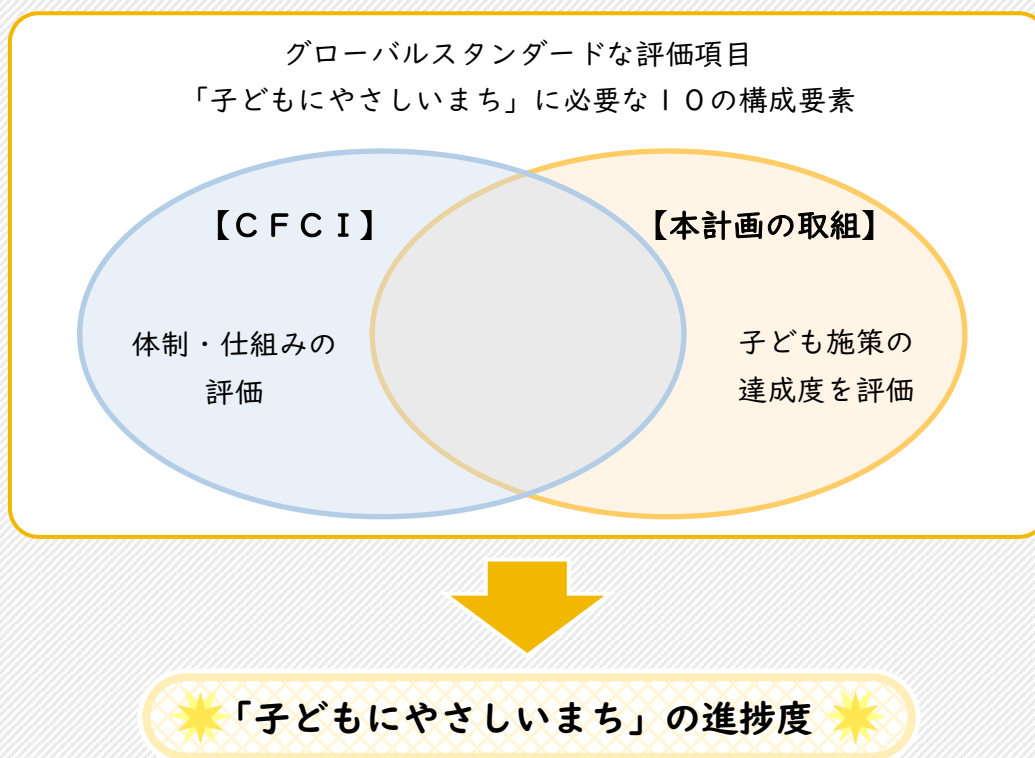 グローバルスタンダードな評価項目
「子どもにやさしいまち」に必要な10の構成要素
【CFCI】
【本計画の取組】
体制・仕組みの
評価
子ども施策の
達成度を評価
「子どもにやさしいまち」の進捗度